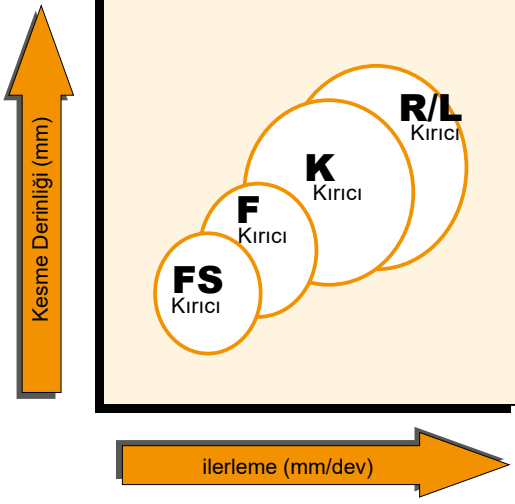 Kesme Derinliği (mm)
R/L
Kırıcı
K
Kırıcı
F
Kırıcı
FS
Kırıcı
ilerleme (mm/dev)